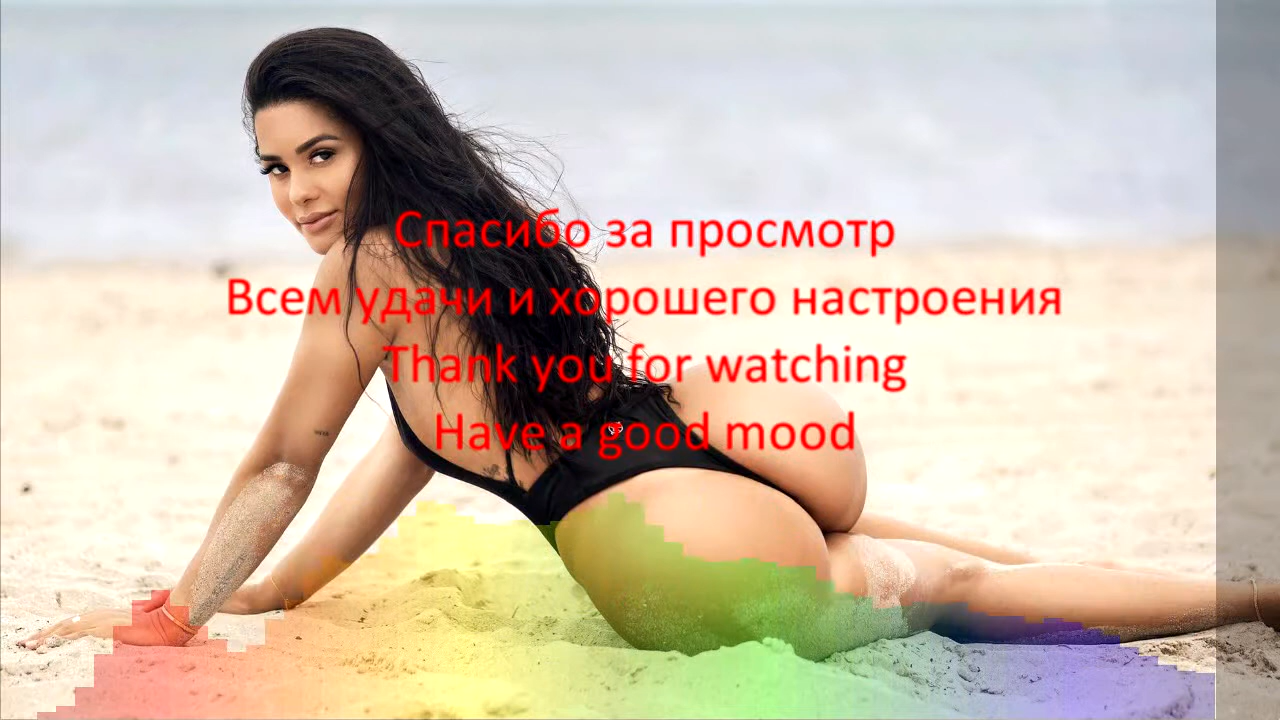 Спасибо за просмотр
Всем удачи и хорошего настроения
Thank you for watching
Have a good mood